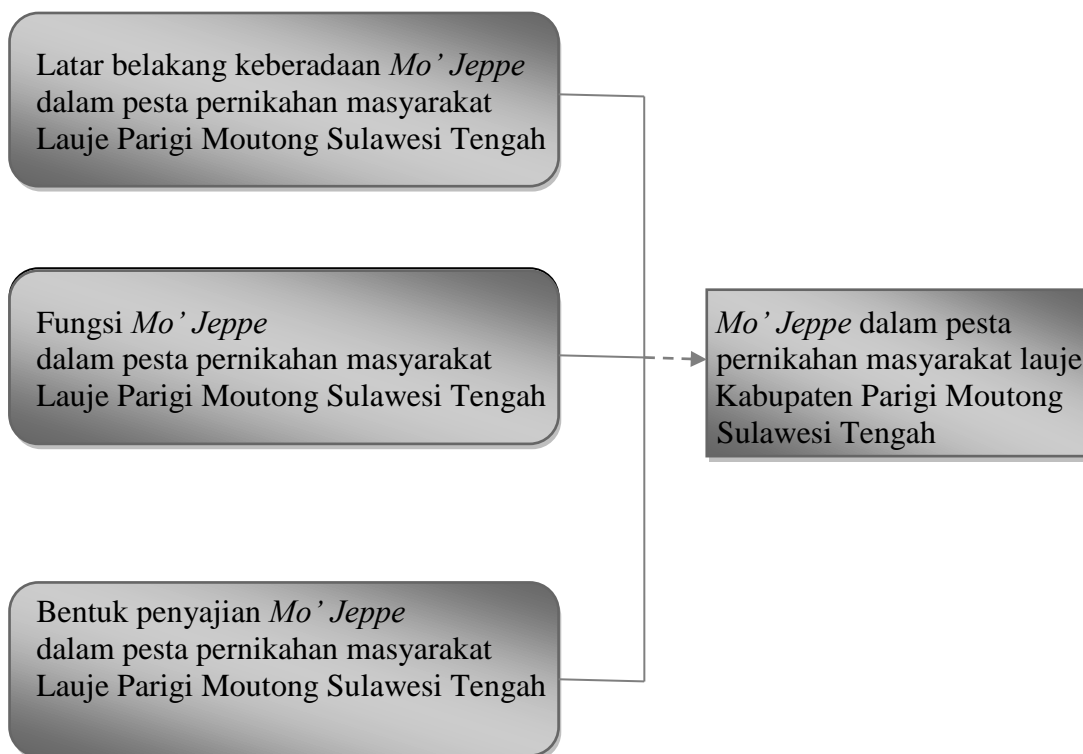 Latar belakang keberadaan Mo’ Jeppe
dalam pesta pernikahan masyarakat
Lauje Parigi Moutong Sulawesi Tengah
Fungsi Mo’ Jeppe
dalam pesta pernikahan masyarakat
Lauje Parigi Moutong Sulawesi Tengah
Mo’ Jeppe dalam pesta
pernikahan masyarakat lauje
Kabupaten Parigi Moutong
Sulawesi Tengah
Bentuk penyajian Mo’ Jeppe
dalam pesta pernikahan masyarakat
Lauje Parigi Moutong Sulawesi Tengah